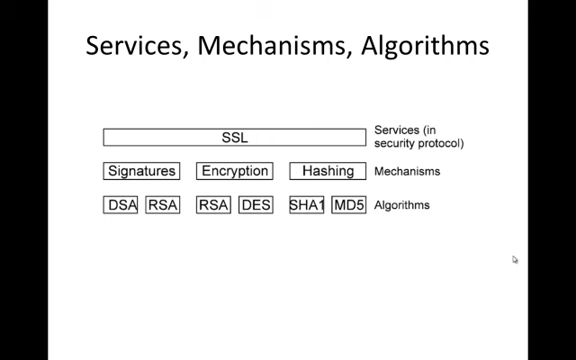 Services, Mechanisms, Algorithms
SSL
Services (in
security protocol)
Signatures Encryption Hashing Mechanisms
DSA RSA RSA DES SHA1 MD5 Algorithms